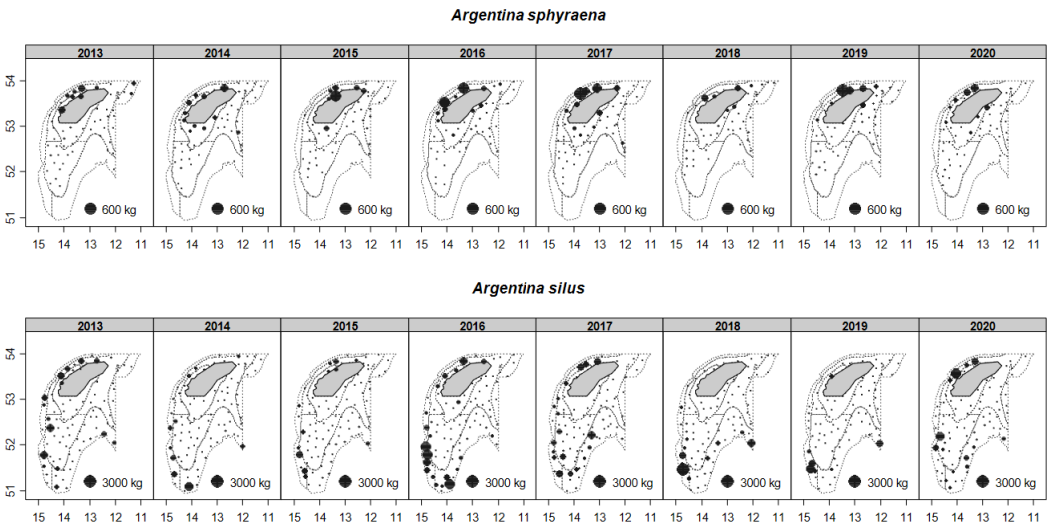 Argentina sphyraena
2013 2014 2015 2016 2017 2018 2019 2020
54
53
52
51
600 kg 600 kg 600 kg 600 kg 600 kg 600 kg 600 kg 600 kg
15 14 13 12 11 15 14 13 12 11 15 14 13 12 11 15 14 13 12 11 15 14 13 12 11 15 14 13 12 11 15 14 13 12 11 15 14 13 12 11
Argentina silus
2013 2014 2015 2016 2017 2018 2019 2020
54
53
52
51
3000 kg 3000 kg 3000 kg 3000 kg 3000 kg 3000 kg 3000 kg 3000 kg
15 14 13 12 11 15 14 13 12 11 15 14 13 12 11 15 14 13 12 11 15 14 13 12 11 15 14 13 12 11 15 14 13 12 11 15 14 13 12 11